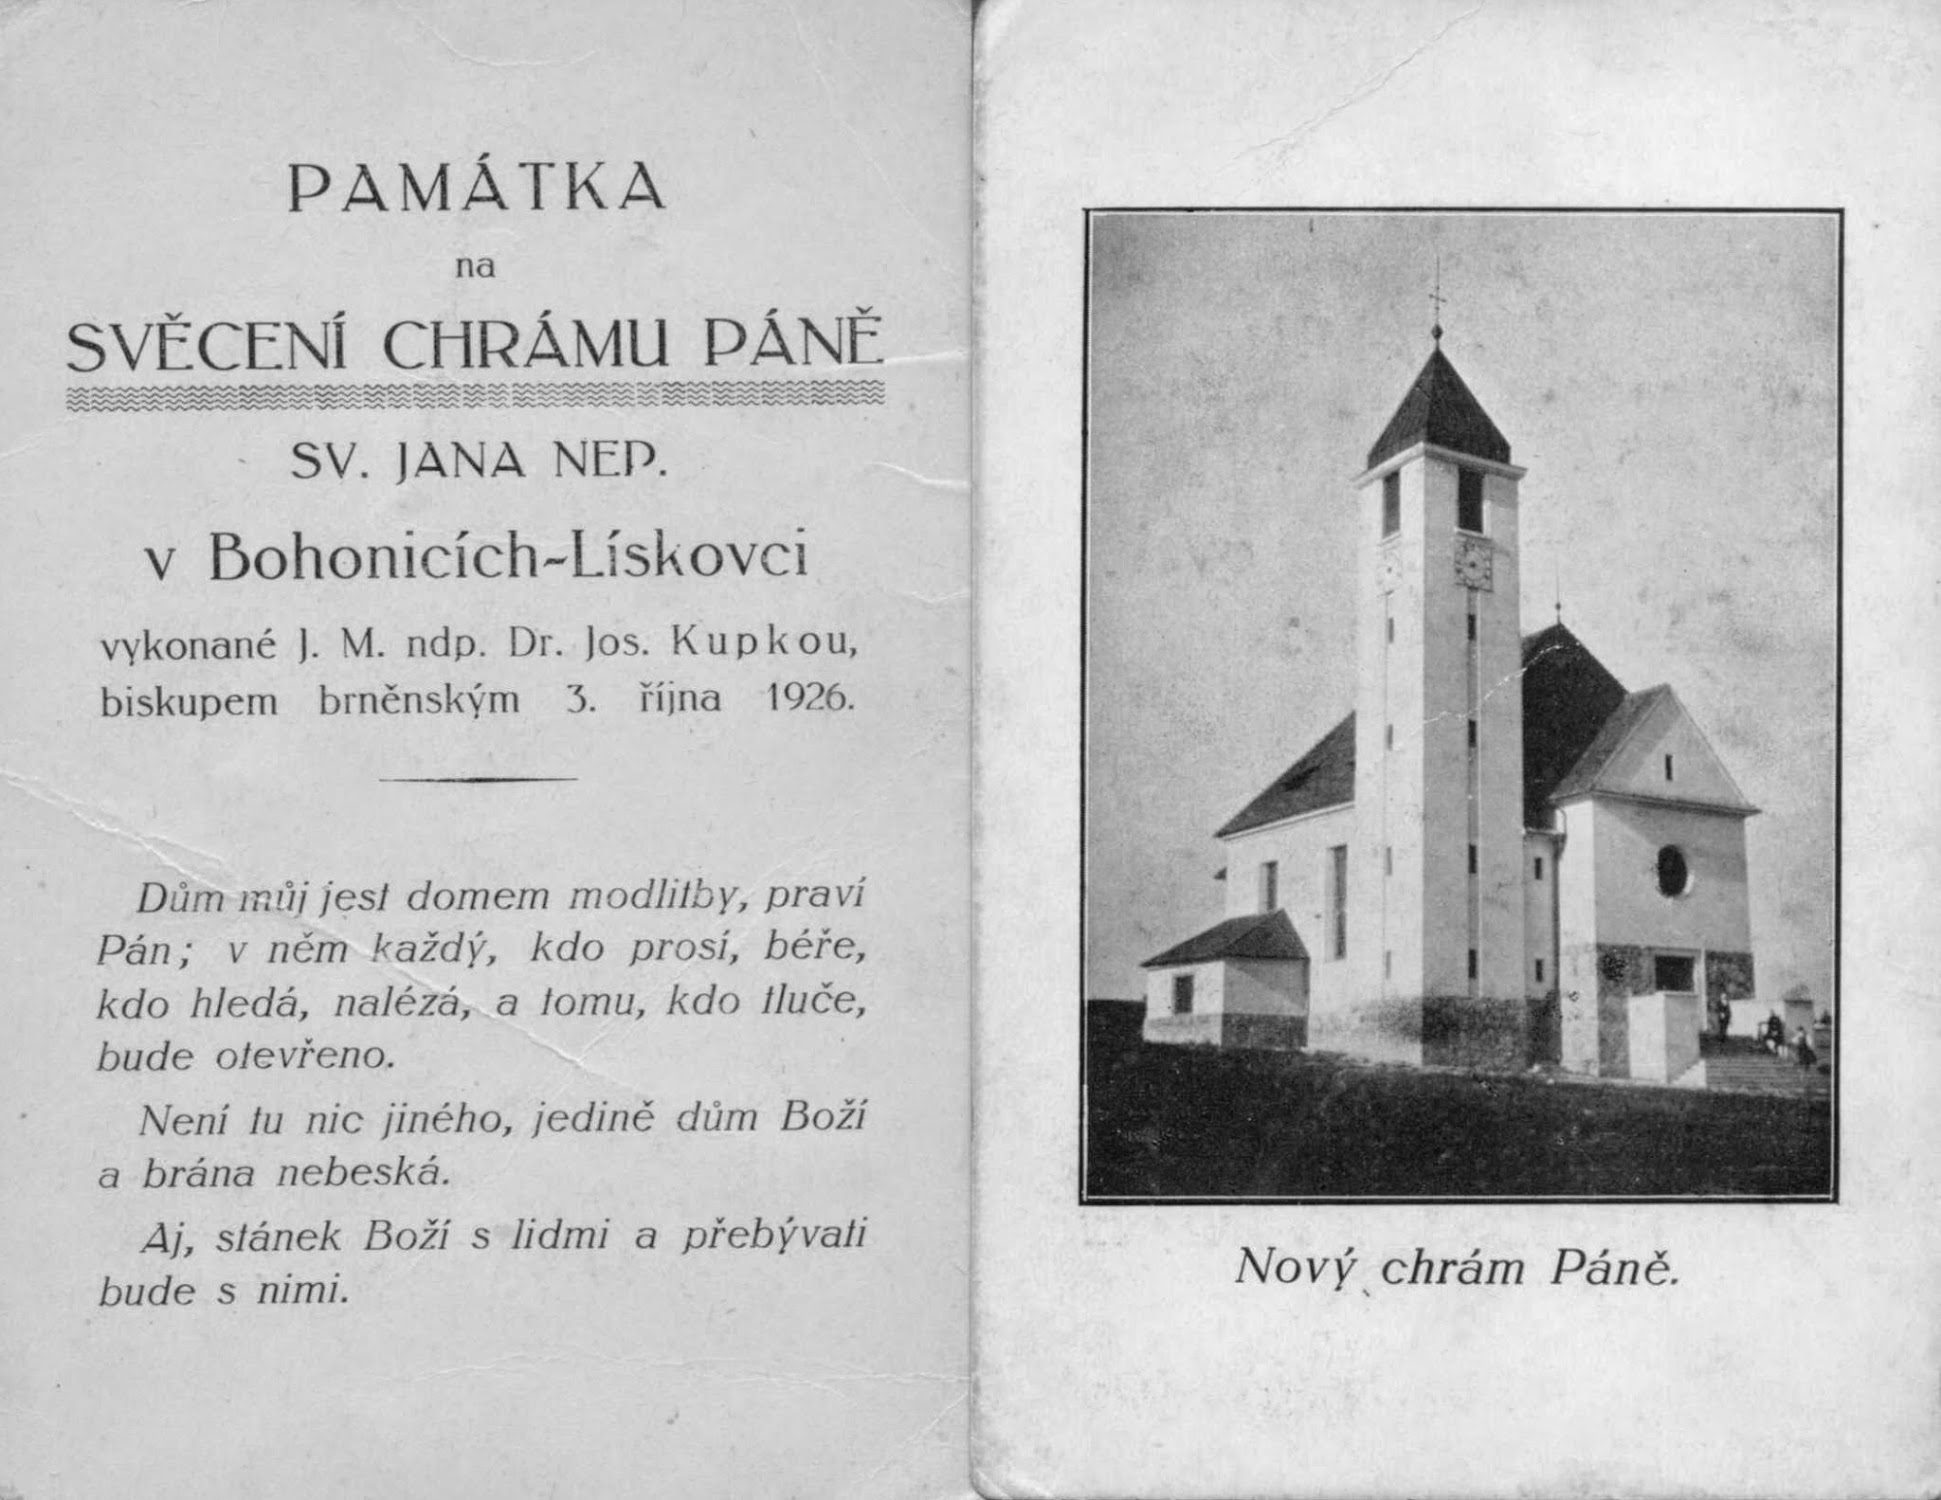 PAMÁTKA
na
SVĚCENÍ CHRÁMU PÁNĚ
SV. JANA NEP.
v Bohonicích-Lískovci
vykonané J. M. ndp. Dr. Jos. Kupkou,
biskupem brněnským 3. října 1926.
Dům můj jest domem modlitby, praví
Pán; v něm každý, kdo prosí, béře,
kdo hledá, nalézá, a tomu, kdo tluče,
bude otevřeno.
Není tu nic jiného, jedině dům Boží
a brána nebeská.
Aj, stánek Boží s lidmi a přebývati
bude s nimi.
Nový chrám Páně.